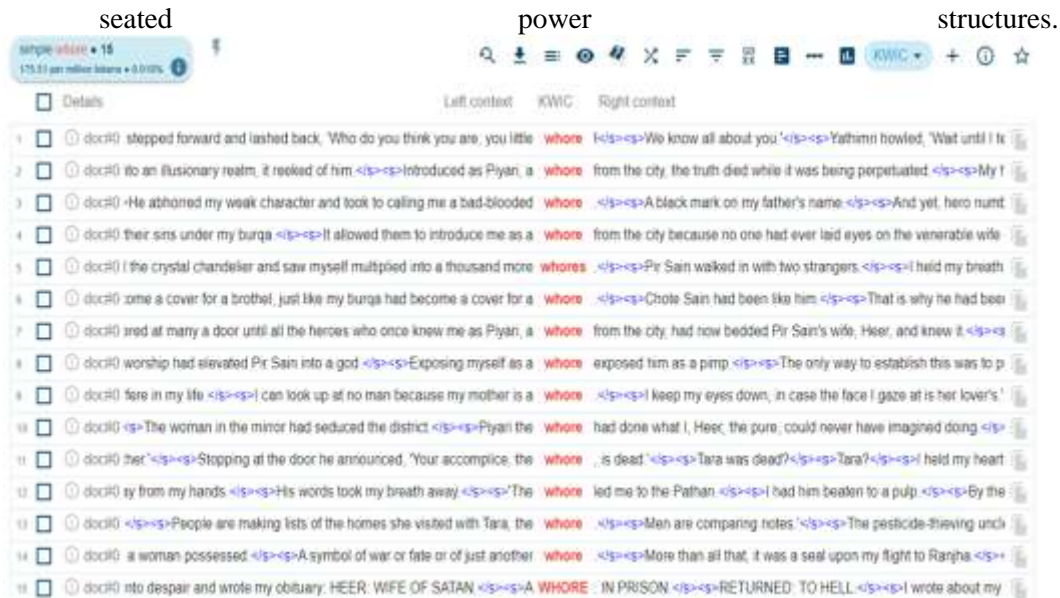 seated power structures.
simple whore • 15
175.53 per million tokens • 0.018%
KWIC
Details Left context KWIC Right context
1 doc#0 stepped forward and lashed back, 'Who do you think you are, you little whore !</s><s>We know all about you.'</s><s>Yathimri howled, 'Wait until I te
2 doc#0 ito an illusionary realm, it reeked of him.</s><s>Introduced as Piyari, a whore from the city, the truth died while it was being perpetuated.</s><s>My f
3 doc#0 -He abhorred my weak character and took to calling me a bad-blooded whore .</s><s>A black mark on my father's name.</s><s>And yet, hero numb
4 doc#0 their sins under my burqa.</s><s>It allowed them to introduce me as a whore from the city because no one had ever laid eyes on the venerable wife
5 doc#0 the crystal chandelier and saw myself multiplied into a thousand more whores .</s><s>Pir Sain walked in with two strangers.</s><s>I held my breath
6 doc#0 :ome a cover for a brothel, just like my burqa had become a cover for a whore .</s><s>Chote Sain had been like him.</s><s>That is why he had beer
7 doc#0 ored at many a door until all the heroes who once knew me as Piyari, a whore from the city, had now bedded Pir Sain's wife, Heer, and knew it.</s><s
8 doc#0 worship had elevated Pir Sain into a god.</s><s>Exposing myself as a whore exposed him as a pimp.</s><s>The only way to establish this was to p
9 doc#0 fere in my life.</s><s>I can look up at no man because my mother is a whore .</s><s>I keep my eyes down, in case the face I gaze at is her lover's.'
10 doc#0 <s>The woman in the mirror had seduced the district.</s><s>Piyari the whore had done what I, Heer, the pure, could never have imagined doing.</s>
11 doc#0 ther.'</s><s>Stopping at the door he announced, 'Your accomplice, the whore , is dead.'</s><s>Tara was dead?</s><s>Tara?</s><s>I held my heart
12 doc#0 ay from my hands.</s><s>His words took my breath away.</s><s>'The whore led me to the Pathan.</s><s>I had him beaten to a pulp.</s><s>By the
13 doc#0 </s><s>People are making lists of the homes she visited with Tara, the whore .</s><s>Men are comparing notes.'</s><s>The pesticide-thieving uncle
14 doc#0 a woman possessed.</s><s>A symbol of war or fate or of just another whore .</s><s>More than all that, it was a seal upon my flight to Ranjha.</s><
15 doc#0 nto despair and wrote my obituary: HEER: WIFE OF SATAN.</s><s>A WHORE : IN PRISON.</s><s>RETURNED: TO HELL.</s><s>I wrote about my